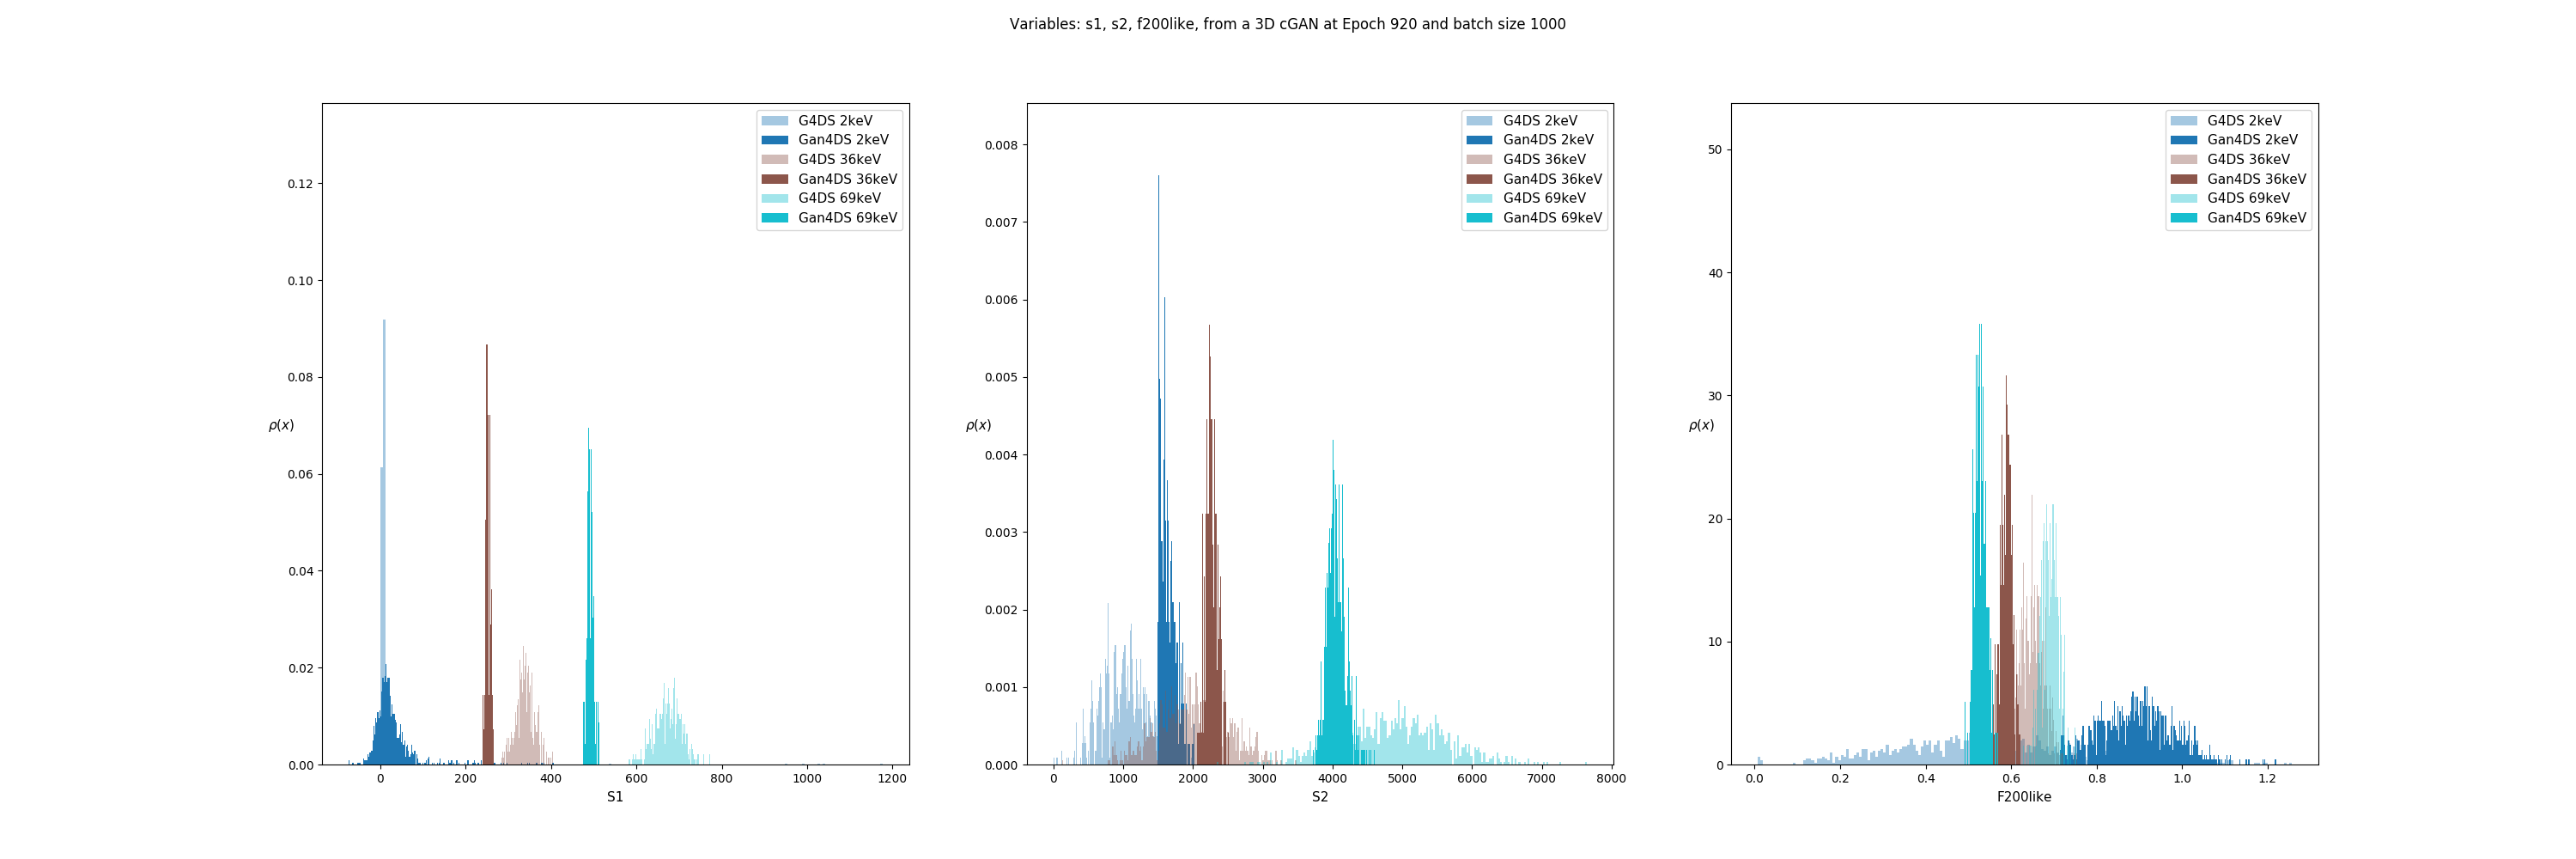 Variables: s1, s2, f200like, from a 3D cGAN at Epoch 920 and batch size 1000
G4DS 2keV
Gan4DS 2keV
G4DS 36keV
Gan4DS 36keV
G4DS 69keV
Gan4DS 69keV
0.12
0.10
0.08
0.06
0.04
0.02
0.00
ρ(x)
0 200 400 600 800 1000 1200
S1
G4DS 2keV
Gan4DS 2keV
G4DS 36keV
Gan4DS 36keV
G4DS 69keV
Gan4DS 69keV
0.008
0.007
0.006
0.005
0.004
0.003
0.002
0.001
0.000
ρ(x)
0 1000 2000 3000 4000 5000 6000 7000 8000
S2
G4DS 2keV
Gan4DS 2keV
G4DS 36keV
Gan4DS 36keV
G4DS 69keV
Gan4DS 69keV
50
40
30
20
10
0
ρ(x)
0.0 0.2 0.4 0.6 0.8 1.0 1.2
F200like